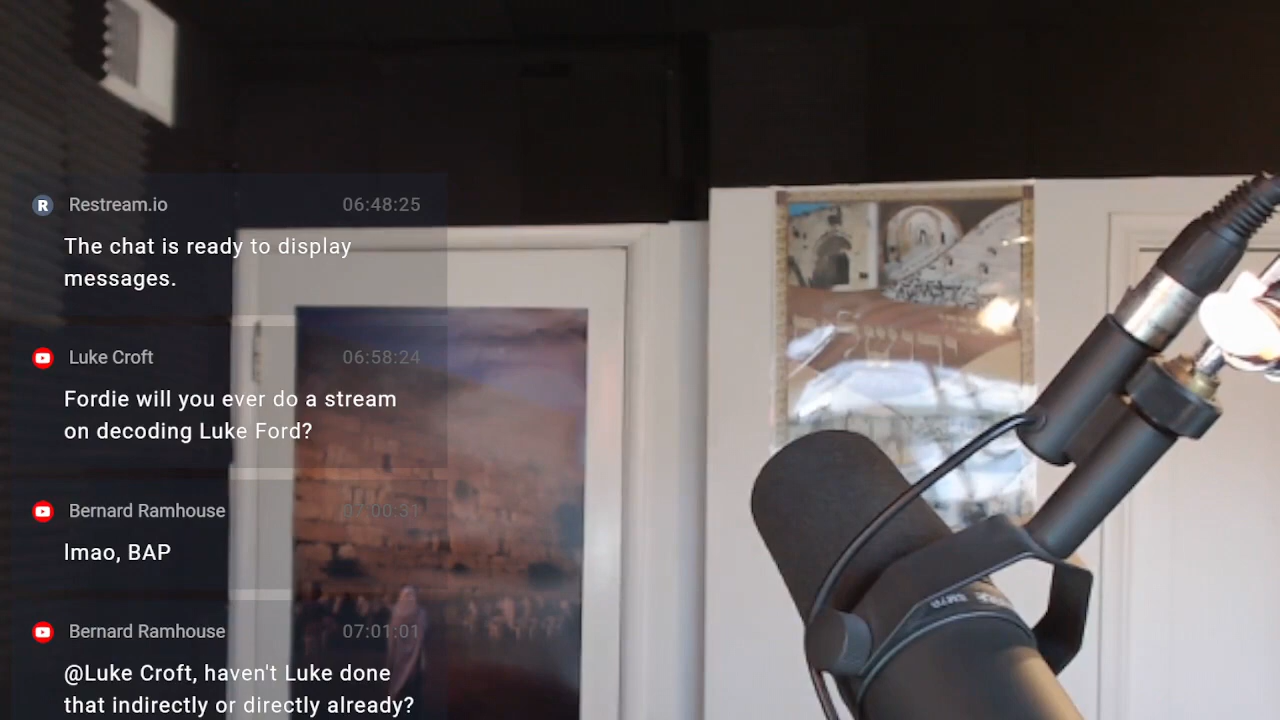 R Restream.io 06:48:25
The chat is ready to display
messages.
Luke Croft 06:58:24
Fordie will you ever do a stream
on decoding Luke Ford?
Bernard Ramhouse 07:00:31
lmao, BAP
Bernard Ramhouse 07:01:01
@Luke Croft, haven't Luke done
that indirectly or directly already?